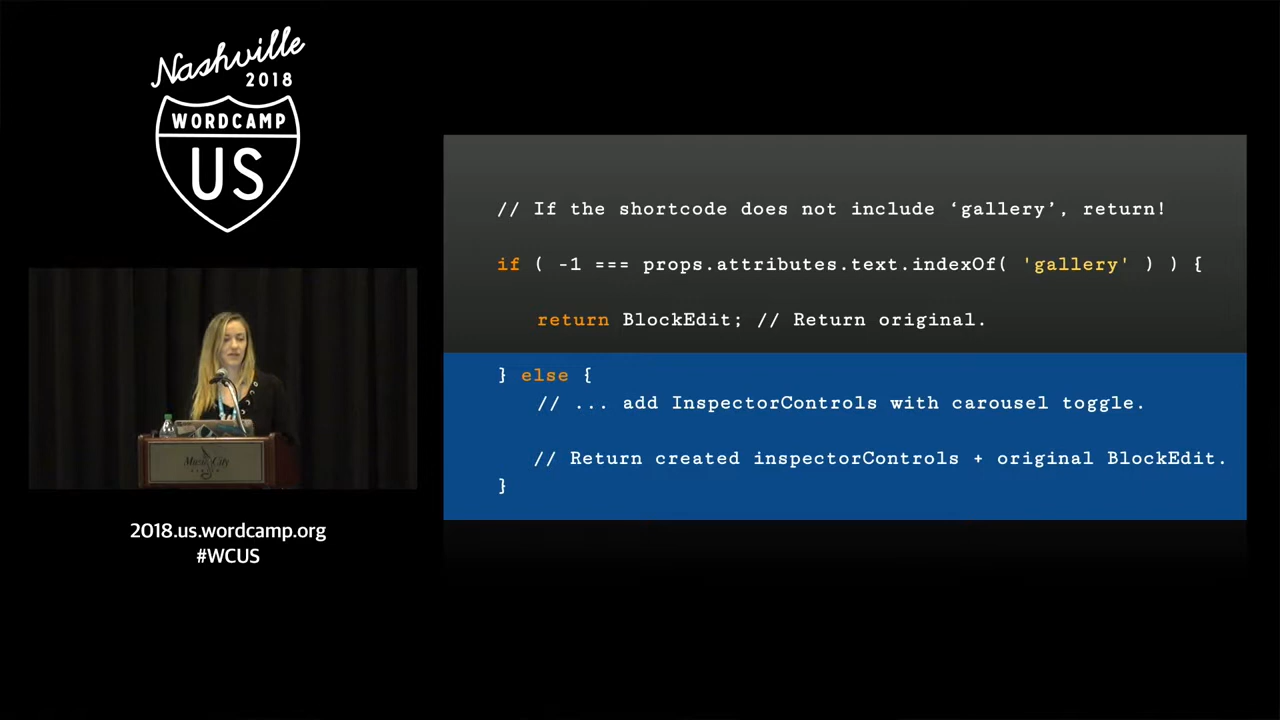 Nashville
2018
WORDCAMP
US
// If the shortcode does not include ‘gallery’, return!
if ( -1 === props.attributes.text.indexOf( 'gallery' ) ) {
return BlockEdit; // Return original.
} else {
// ... add InspectorControls with carousel toggle.
// Return created inspectorControls + original BlockEdit.
}
Music City
2018.us.wordcamp.org
#WCUS